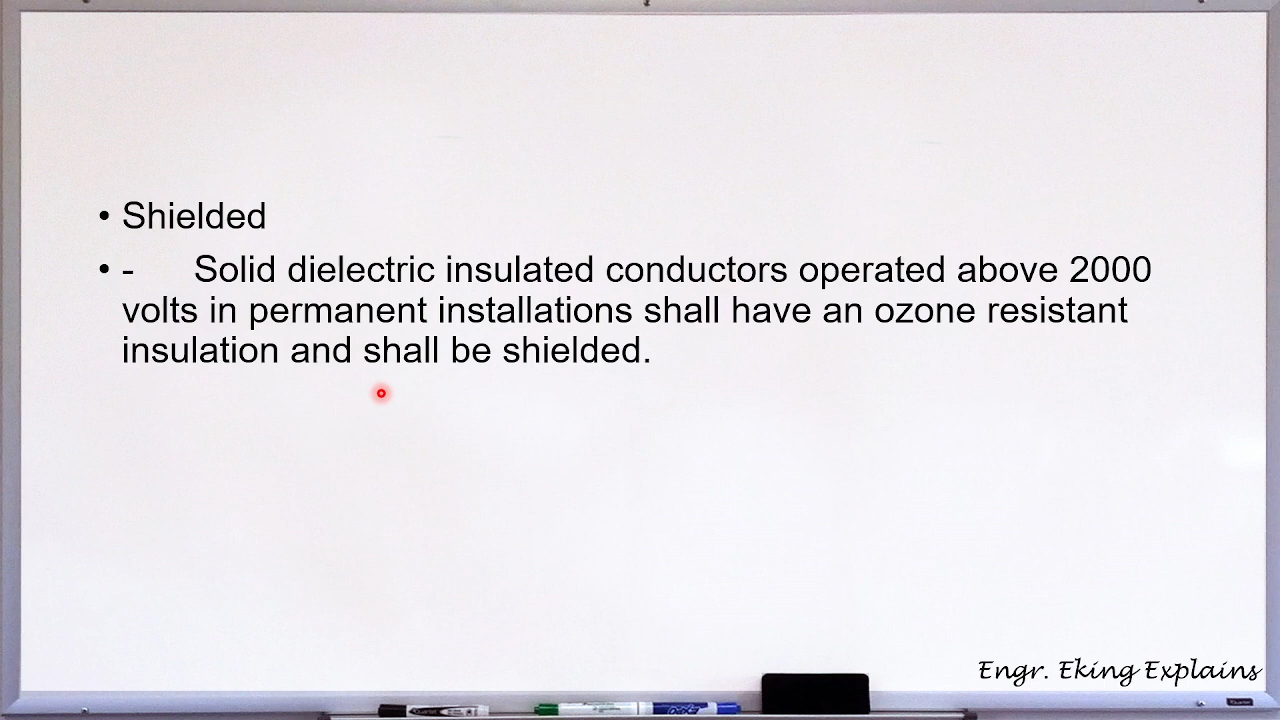 • Shielded
• - Solid dielectric insulated conductors operated above 2000
volts in permanent installations shall have an ozone resistant
insulation and shall be shielded.
Engr. Eking Explains